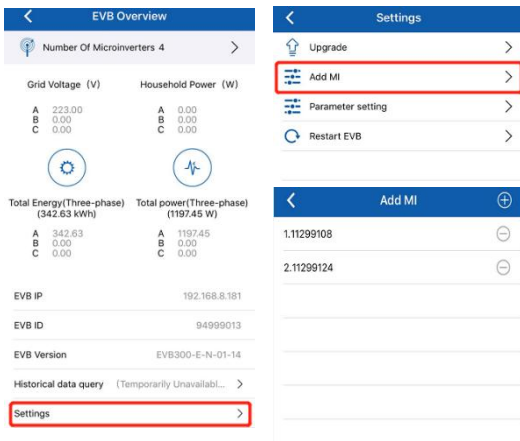 EVB Overview
Number Of Microinverters 4
Grid Voltage (V) Household Power (W)
A 223.00 A 0.00
B 0.00 B 0.00
C 0.00 C 0.00
Total Energy(Three-phase) Total power(Three-phase)
(342.63 kWh) (1197.45 W)
A 342.63 A 1197.45
B 0.00 B 0.00
C 0.00 C 0.00
EVB IP 192.168.8.181
EVB ID 94999013
EVB Version EVB300-E-N-01-14
Historical data query (Temporarily Unavailabl...
Settings
Settings
Upgrade
Add MI
Parameter setting
Restart EVB
Add MI
1.11299108
2.11299124